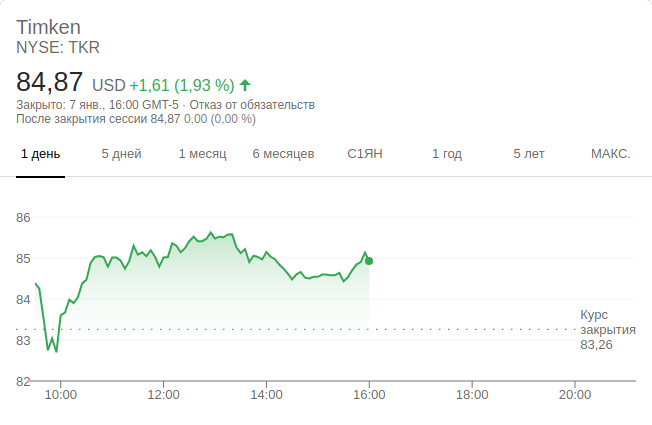 Timken
NYSE: TKR
84,87 USD +1,61 (1,93 %)
Закрыто: 7 янв., 16:00 GMT-5 · Отказ от обязательств
После закрытия сессии 84,87 0,00 (0,00 %)
1 день 5 дней 1 месяц 6 месяцев С1ЯН 1 год 5 лет МАКС.
86
85
84
Курс
закрытия
83
83,26
82
10:00 12:00 14:00 16:00 18:00 20:00